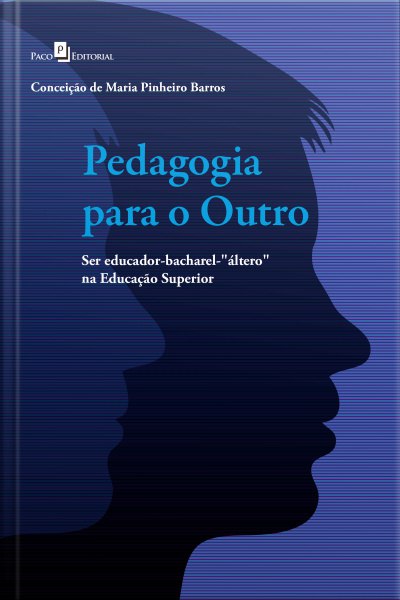 PACO EDITORIAL
Conceição de Maria Pinheiro Barros
Pedagogia
para o Outro
Ser educador-bacharel-"áltero"
na Educação Superior